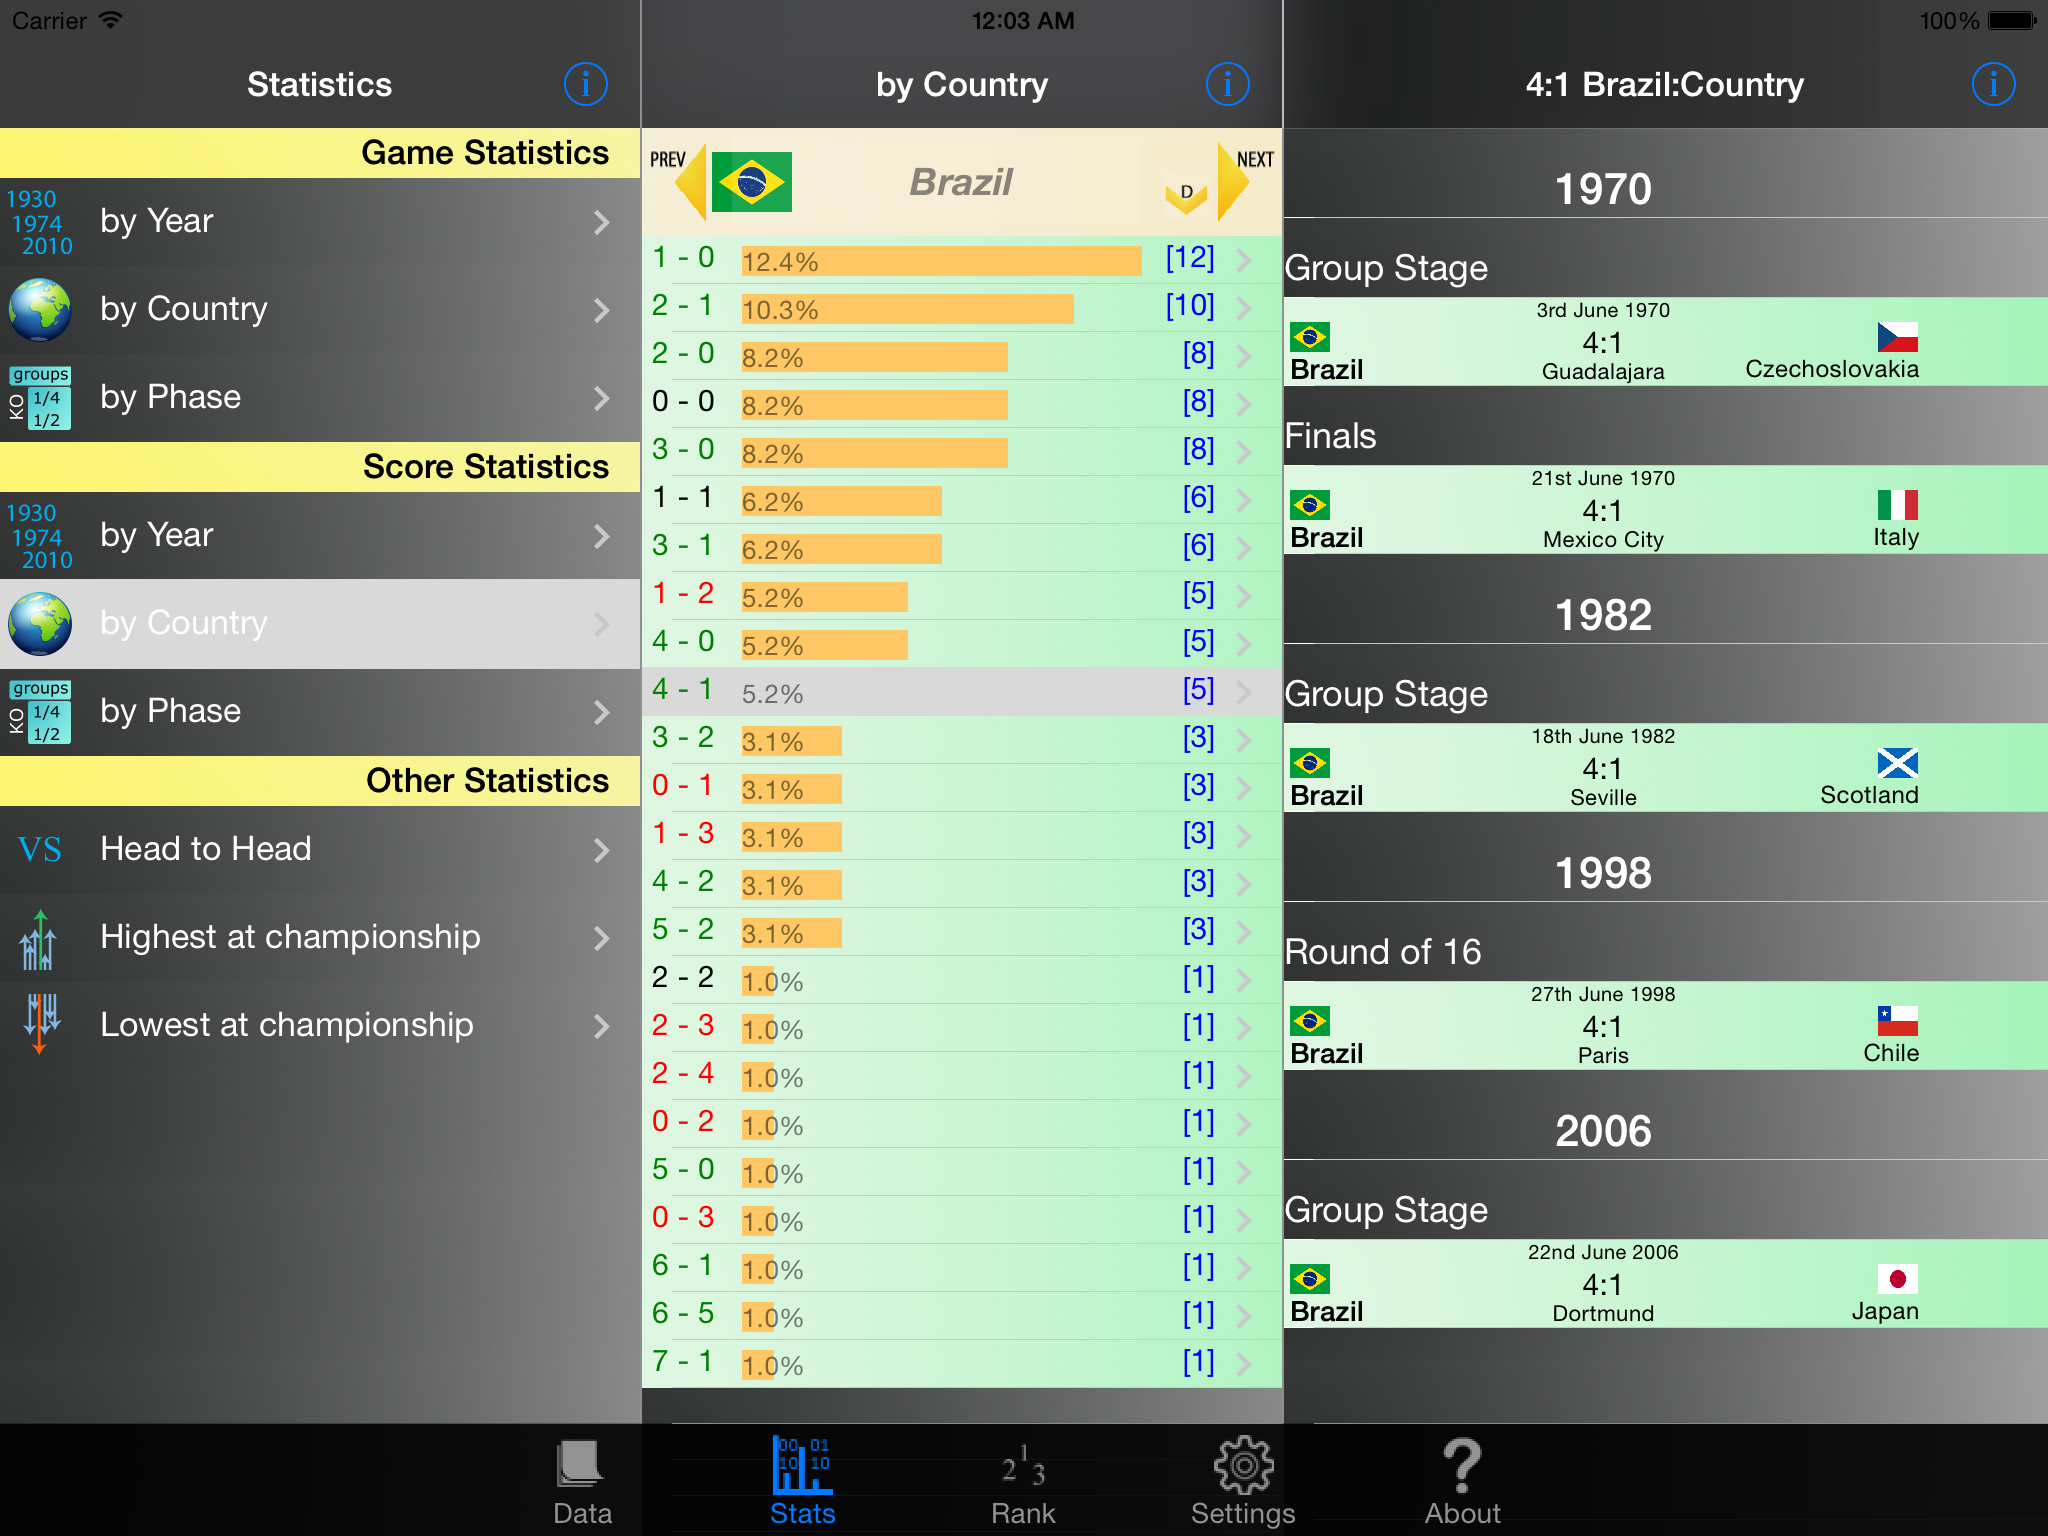 Carrier
12:03 AM
100%
Statistics
i
Game Statistics
1930
1974
2010
by Year
by Country
groups
KO
1/4
1/2
by Phase
Score Statistics
1930
1974
2010
by Year
by Country
groups
KO
1/4
1/2
by Phase
Other Statistics
VS
Head to Head
Highest at championship
Lowest at championship
by Country
i
PREV
Brazil
D
NEXT
1 - 0 12.4% [12]
2 - 1 10.3% [10]
2 - 0 8.2% [8]
0 - 0 8.2% [8]
3 - 0 8.2% [8]
1 - 1 6.2% [6]
3 - 1 6.2% [6]
1 - 2 5.2% [5]
4 - 0 5.2% [5]
4 - 1 5.2% [5]
3 - 2 3.1% [3]
0 - 1 3.1% [3]
1 - 3 3.1% [3]
4 - 2 3.1% [3]
5 - 2 3.1% [3]
2 - 2 1.0% [1]
2 - 3 1.0% [1]
2 - 4 1.0% [1]
0 - 2 1.0% [1]
5 - 0 1.0% [1]
0 - 3 1.0% [1]
6 - 1 1.0% [1]
6 - 5 1.0% [1]
7 - 1 1.0% [1]
4:1 Brazil:Country
i
1970
Group Stage
3rd June 1970
4:1
Brazil Guadalajara Czechoslovakia
Finals
21st June 1970
4:1
Brazil Mexico City Italy
1982
Group Stage
18th June 1982
4:1
Brazil Seville Scotland
1998
Round of 16
27th June 1998
4:1
Brazil Paris Chile
2006
Group Stage
22nd June 2006
4:1
Brazil Dortmund Japan
Data
00 01
10 10
Stats
2 1 3
Rank
Settings
?
About